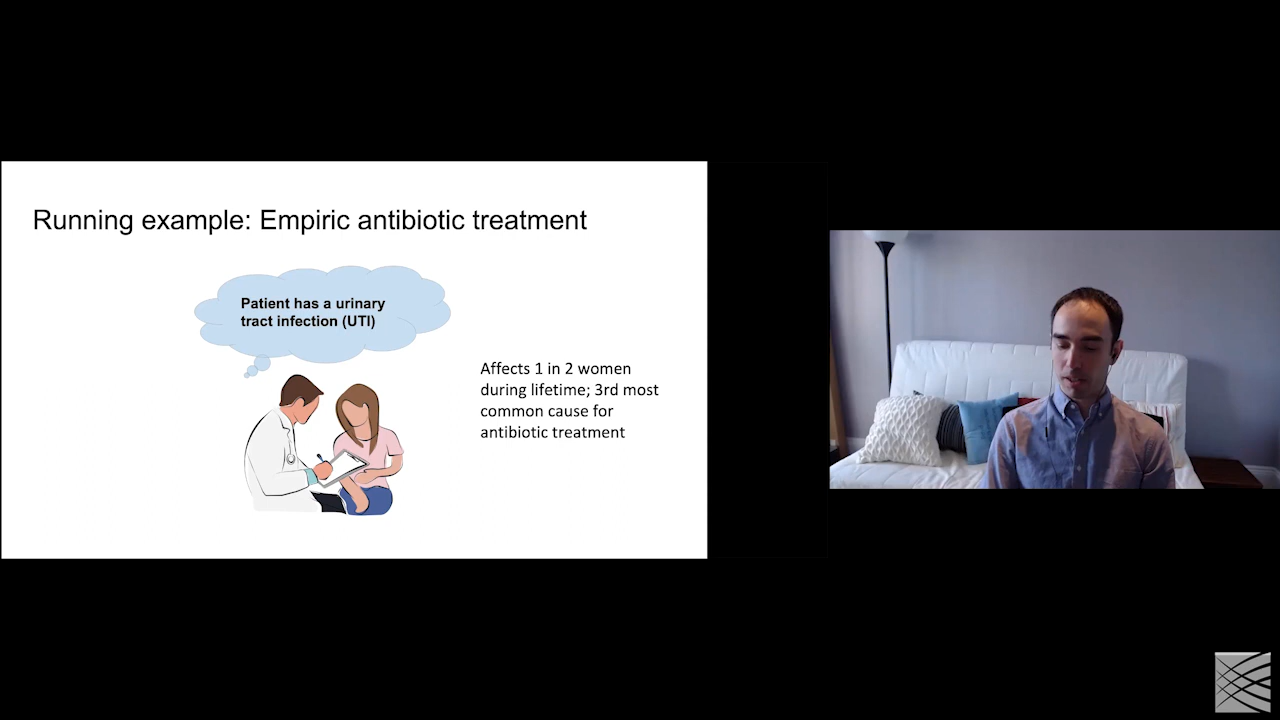 Running example: Empiric antibiotic treatment
Patient has a urinary
tract infection (UTI)
Affects 1 in 2 women
during lifetime; 3rd most
common cause for
antibiotic treatment